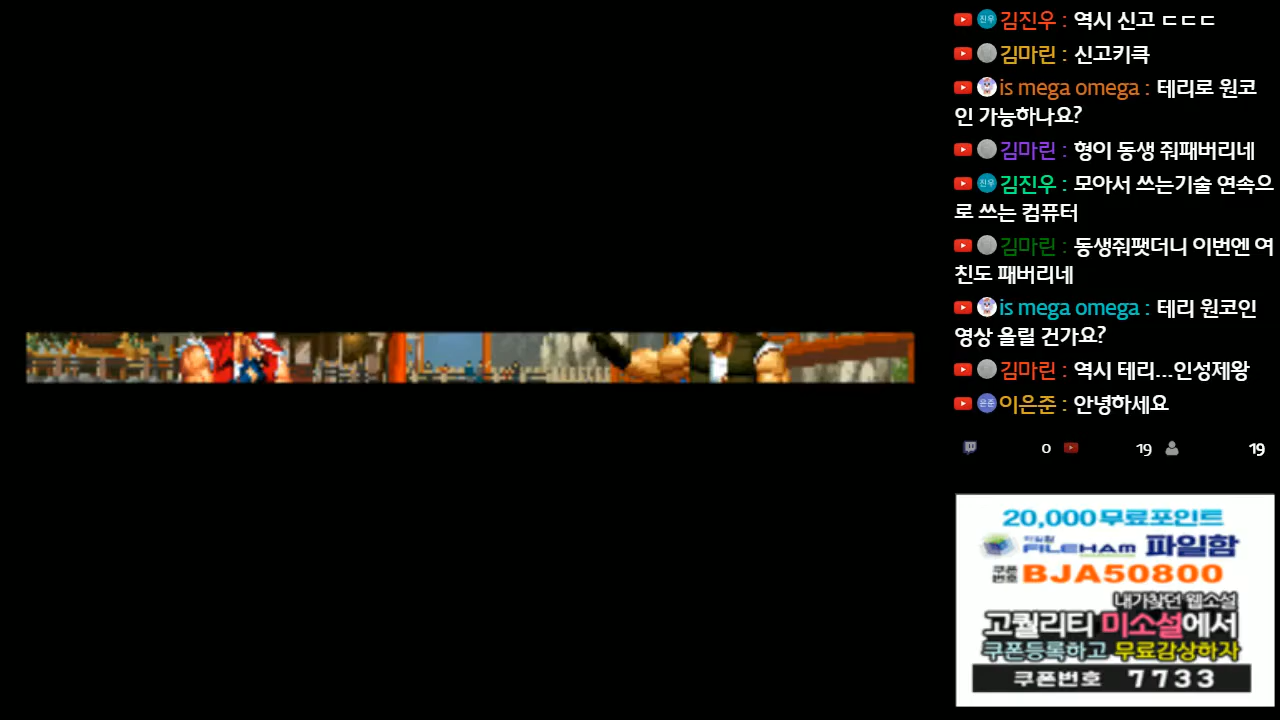 김진우 : 역시 신고 ㄷㄷㄷ
김마린 : 신고키큭
is mega omega : 테리로 원코
인 가능하나요?
김마린 : 형이 동생 줘패버리네
김진우 : 모아서 쓰는기술 연속으
로 쓰는 컴퓨터
김마린 : 동생줘팻더니 이번엔 여
친도 패버리네
is mega omega : 테리 원코인
영상 올릴 건가요?
김마린 : 역시 테리...인성제왕
이은준 : 안녕하세요
0 19 19
20,000무료포인트
FILEHAM 파일함
쿠폰번호 BJA50800
내가찾던 웹소설
고퀄리티 미소설에서
쿠폰등록하고 무료감상하자
쿠폰번호 7733